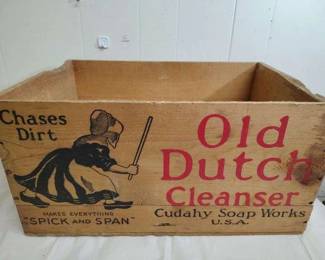 Chases
Dirt
MAKES EVERYTHING
"SPICK AND SPAN"
Old
Dutch
Cleanser
Cudahy Soap Works
U.S.A.